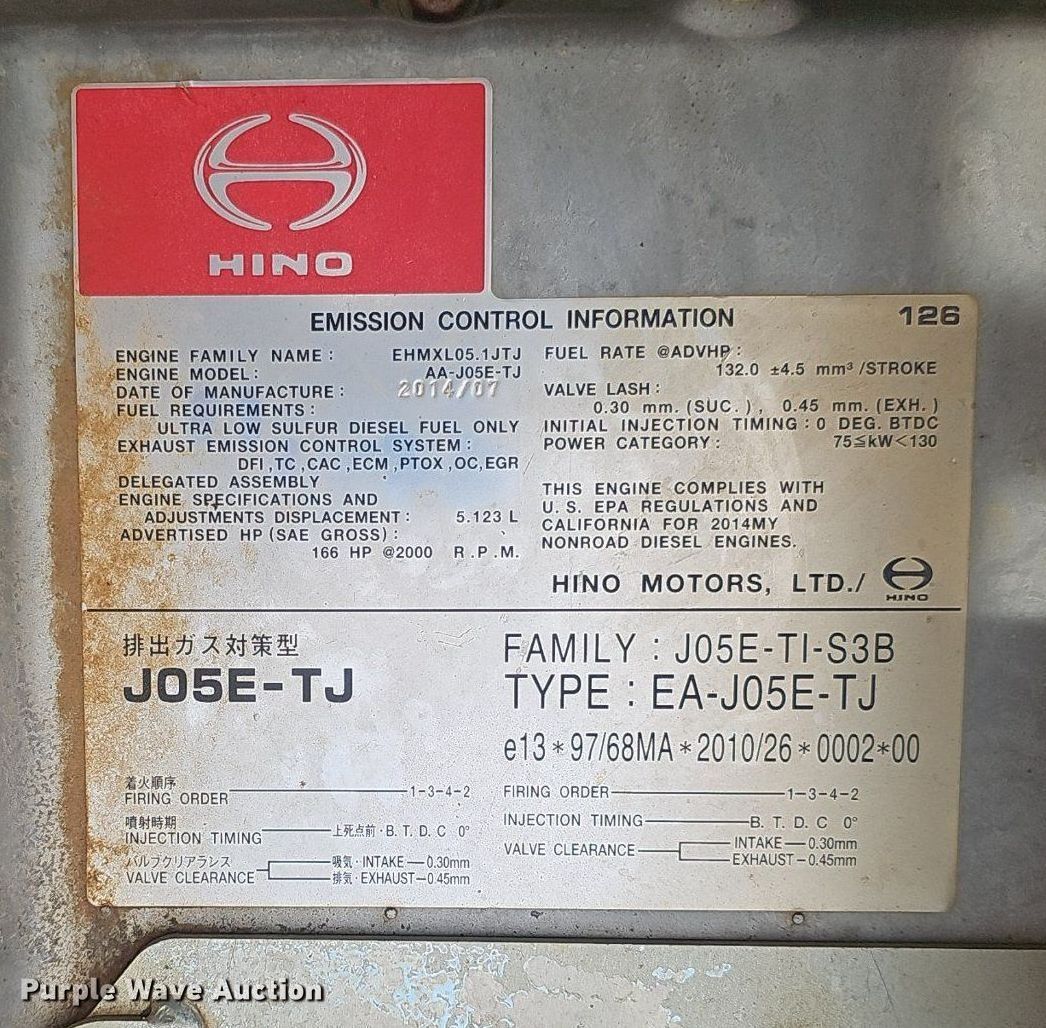 HINO
EMISSION CONTROL INFORMATION
126
ENGINE FAMILY NAME : EHMXL05.1JTJ
ENGINE MODEL : AA-J05E-TJ
DATE OF MANUFACTURE : 2014/07
FUEL REQUIREMENTS :
ULTRA LOW SULFUR DIESEL FUEL ONLY
EXHAUST EMISSION CONTROL SYSTEM :
DFI ,TC ,CAC ,ECM ,PTOX ,OC,EGR
DELEGATED ASSEMBLY
ENGINE SPECIFICATIONS AND
ADJUSTMENTS DISPLACEMENT : 5.123 L
ADVERTISED HP (SAE GROSS) :
166 HP @2000 R.P.M.
FUEL RATE @ADVHP :
132.0 ±4.5 mm³ /STROKE
VALVE LASH :
0.30 mm. (SUC. ) , 0.45 mm. (EXH. )
INITIAL INJECTION TIMING : 0 DEG. BTDC
POWER CATEGORY : 75≦kW<130
THIS ENGINE COMPLIES WITH
U. S. EPA REGULATIONS AND
CALIFORNIA FOR 2014MY
NONROAD DIESEL ENGINES.
HINO MOTORS, LTD./
HINO
排出ガス対策型
J05E-TJ
着火順序
FIRING ORDER 1-3-4-2
噴射時期
INJECTION TIMING 上死点前・B. T. D. C 0°
バルブクリアランス
VALVE CLEARANCE
吸気・INTAKE 0.30mm
排気・EXHAUST 0.45mm
FAMILY : J05E-TI-S3B
TYPE : EA-J05E-TJ
e13＊97/68MA＊2010/26＊0002＊00
FIRING ORDER 1-3-4-2
INJECTION TIMING B. T. D. C 0°
VALVE CLEARANCE
INTAKE 0.30mm
EXHAUST 0.45mm
Purple Wave Auction